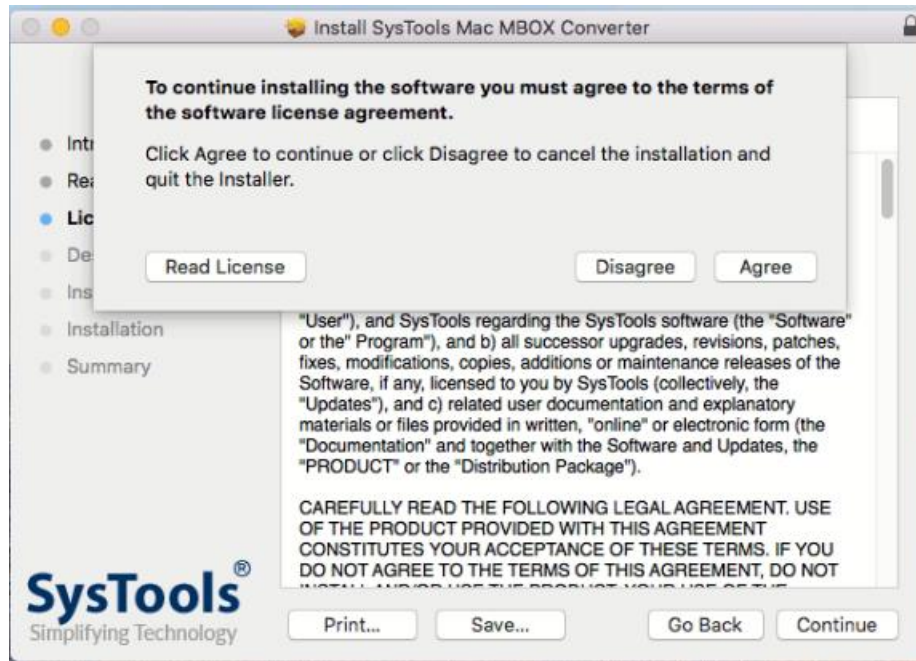 Install SysTools Mac MBOX Converter
To continue installing the software you must agree to the terms of
the software license agreement.
Click Agree to continue or click Disagree to cancel the installation and
quit the Installer.
Read License
Disagree
Agree
Int
Rea
Lic
De
Ins
Installation
Summary
"User"), and SysTools regarding the SysTools software (the "Software"
or the" Program"), and b) all successor upgrades, revisions, patches,
fixes, modifications, copies, additions or maintenance releases of the
Software, if any, licensed to you by SysTools (collectively, the
"Updates"), and c) related user documentation and explanatory
materials or files provided in written, "online" or electronic form (the
"Documentation" and together with the Software and Updates, the
"PRODUCT" or the "Distribution Package").
CAREFULLY READ THE FOLLOWING LEGAL AGREEMENT. USE
OF THE PRODUCT PROVIDED WITH THIS AGREEMENT
CONSTITUTES YOUR ACCEPTANCE OF THESE TERMS. IF YOU
DO NOT AGREE TO THE TERMS OF THIS AGREEMENT, DO NOT
SysTools®
Simplifying Technology
Print...
Save...
Go Back
Continue